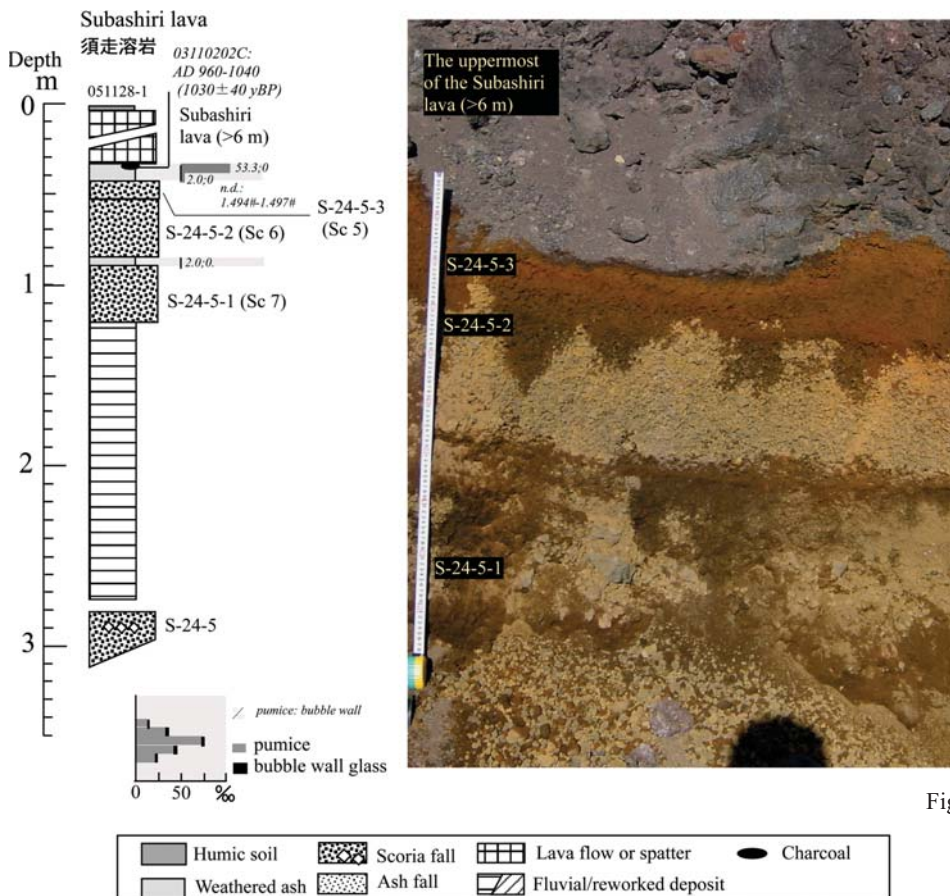 Subashiri lava
須走溶岩
Depth
m
051128-1
03110202C:
AD 960-1040
(1030±40 yBP)
Subashiri
lava (>6 m)
53.3;0
2.0;0
n.d.:
1.494#-1.497#
S-24-5-3
(Sc 5)
S-24-5-2 (Sc 6)
2.0;0.
S-24-5-1 (Sc 7)
S-24-5
0
1
2
3
pumice: bubble wall
pumice
bubble wall glass
0 50 ‰
The uppermost
of the Subashiri
lava (>6 m)
S-24-5-3
S-24-5-2
S-24-5-1
Fig
Humic soil
Scoria fall
Lava flow or spatter
Charcoal
Weathered ash
Ash fall
Fluvial/reworked deposit